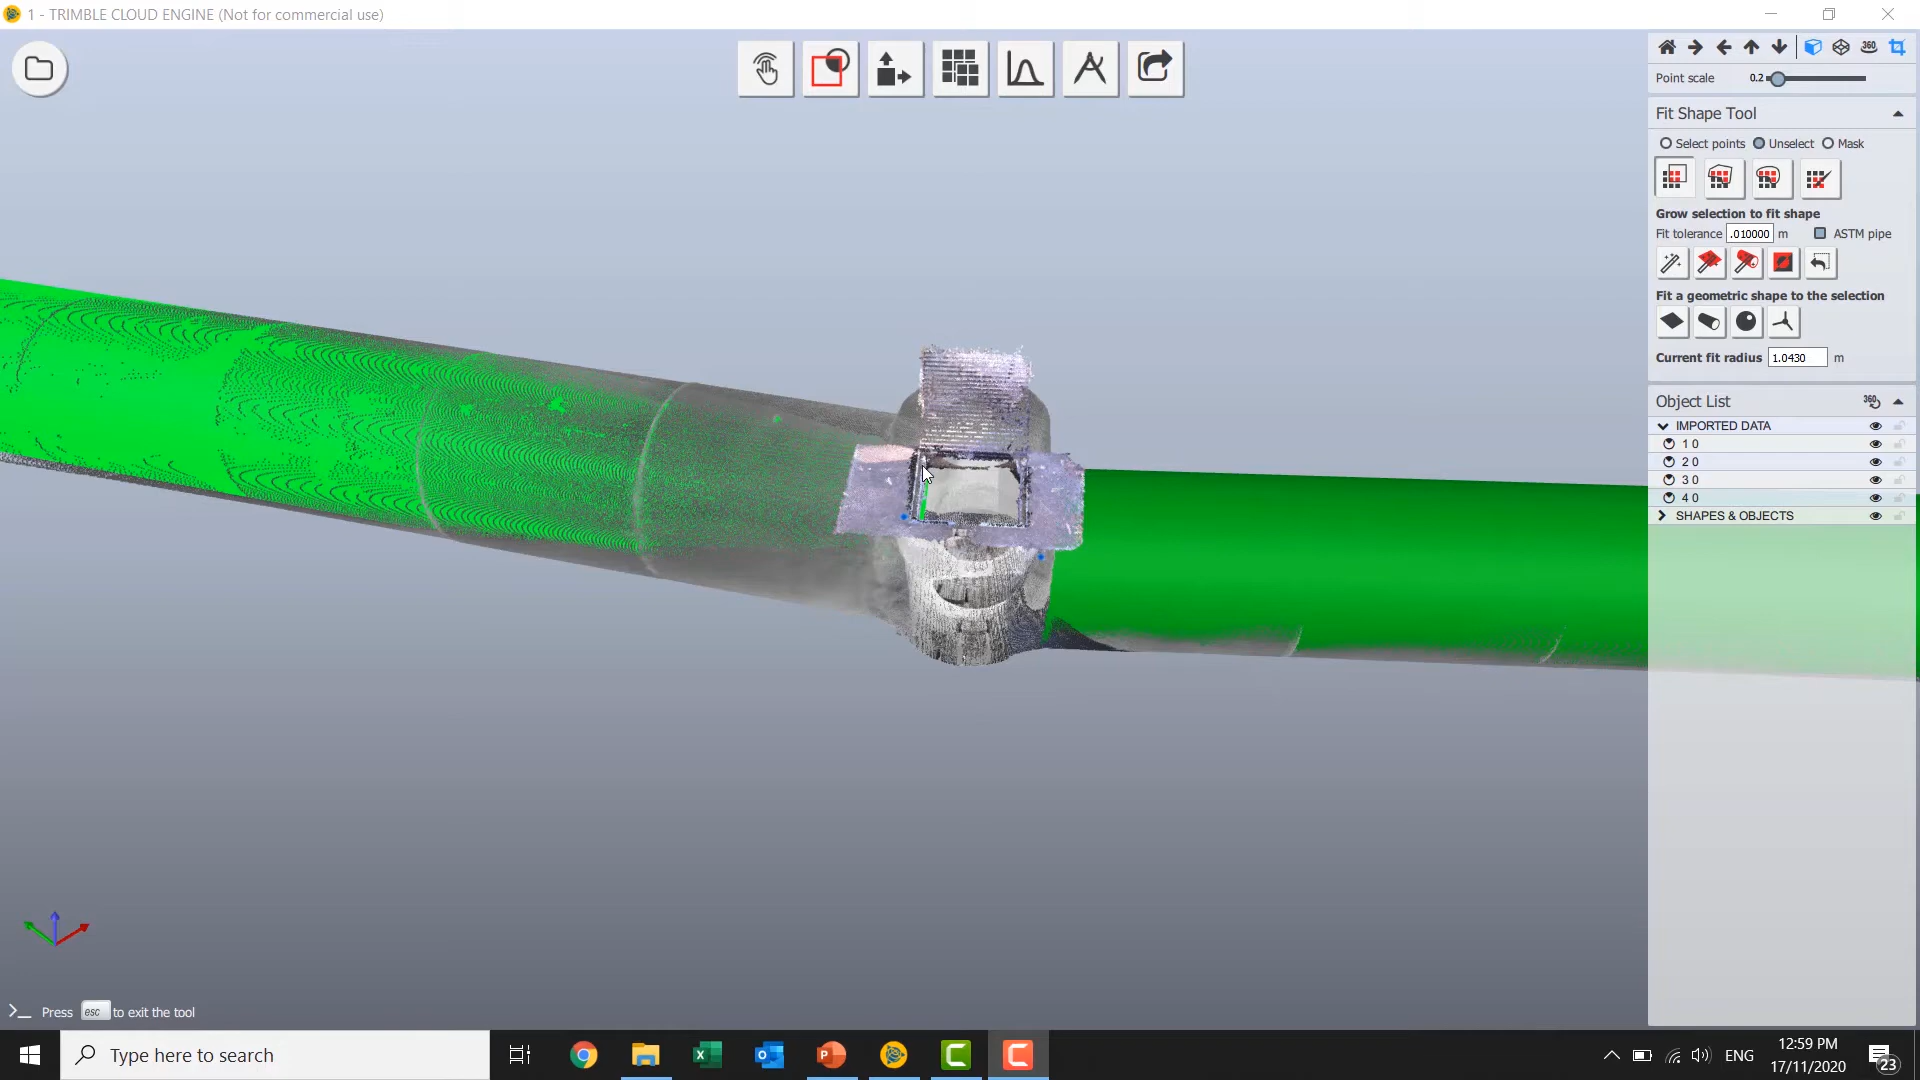 1 - TRIMBLE CLOUD ENGINE (Not for commercial use)
Point scale 0.2
Fit Shape Tool
Select points Unselect Mask
Grow selection to fit shape
Fit tolerance .010000 m ASTM pipe
Fit a geometric shape to the selection
Current fit radius 1.0430 m
Object List
IMPORTED DATA
1 0
2 0
3 0
4 0
SHAPES & OBJECTS
Press esc to exit the tool
Type here to search
ENG
12:59 PM
17/11/2020
23